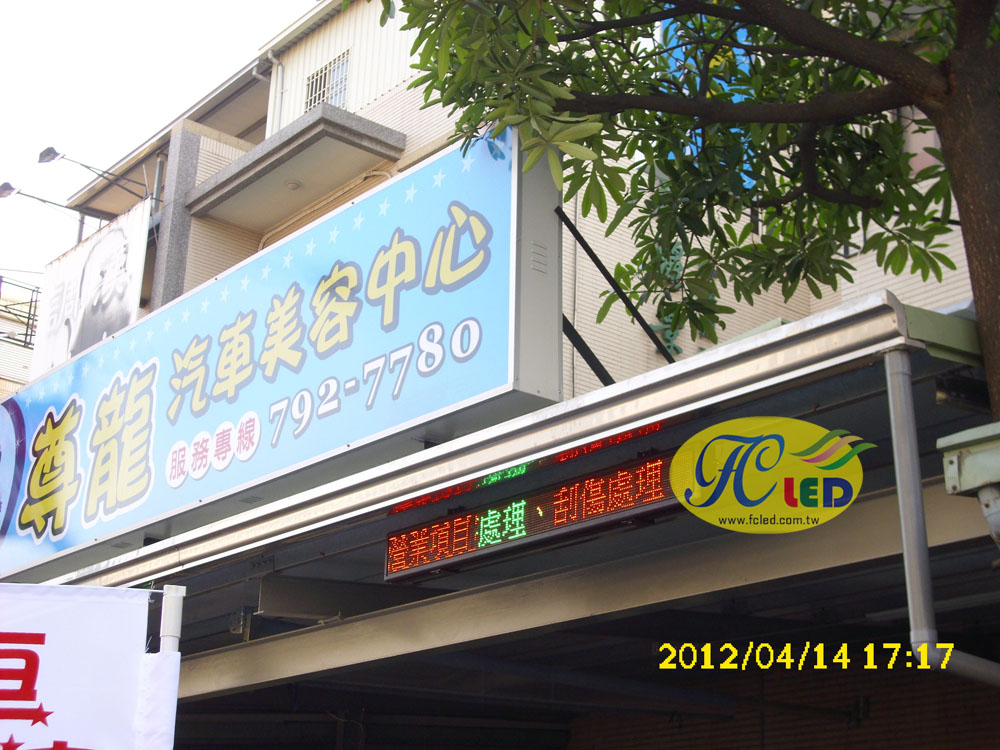 尊龍 汽車美容中心
服務專線 792-7780
營業項目 處理、刮傷處理
FC LED
www.fcled.com.tw
2012/04/14 17:17